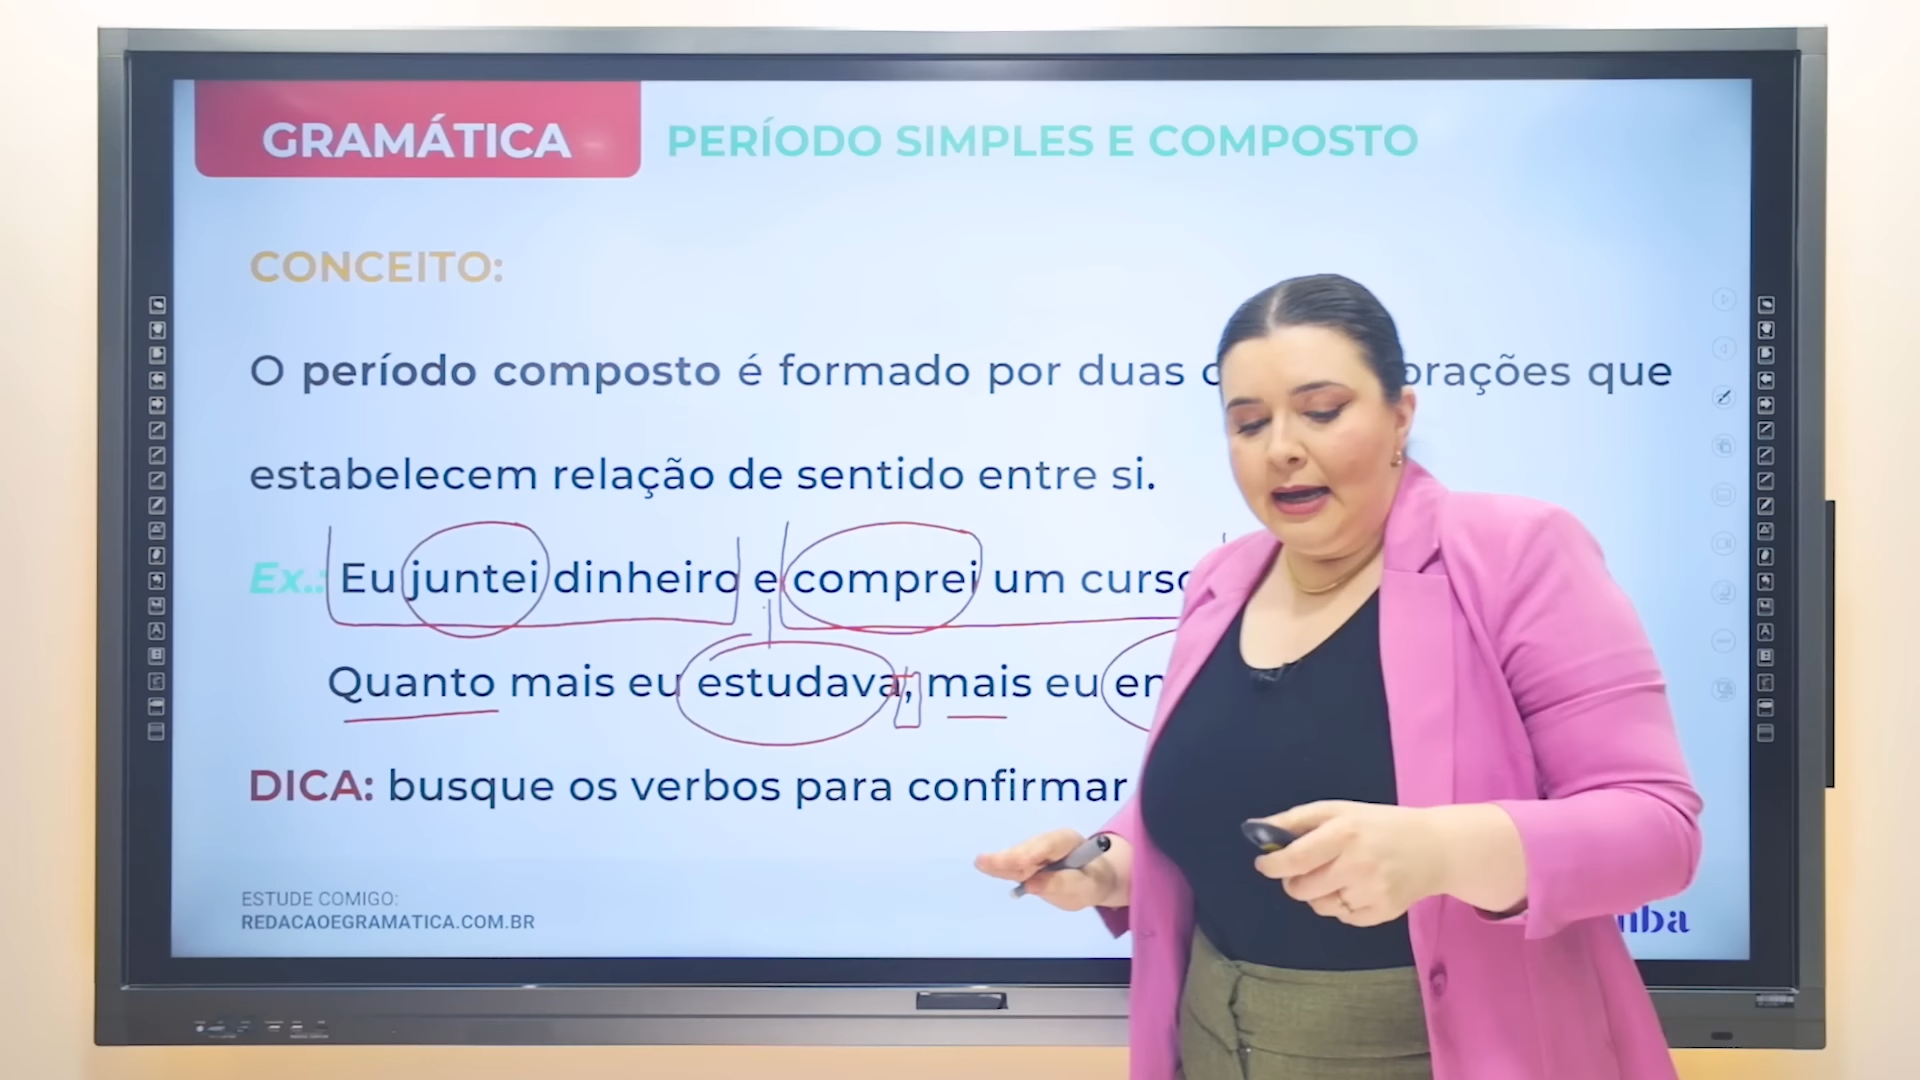 GRAMÁTICA
PERÍODO SIMPLES E COMPOSTO
CONCEITO:
O período composto é formado por duas orações que
estabelecem relação de sentido entre si.
Ex.: Eu juntei dinheiro e comprei um curso
Quanto mais eu estudava, mais eu
DICA: busque os verbos para confirmar
ESTUDE COMIGO:
REDACAOEGRAMATICA.COM.BR